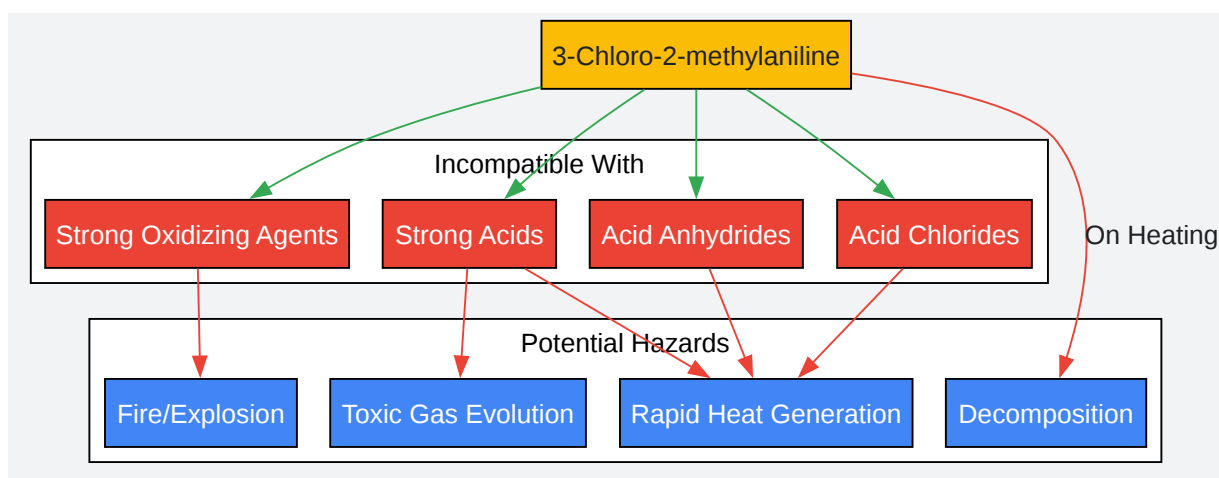 3-Chloro-2-methylaniline
Incompatible With
Strong Oxidizing Agents
Strong Acids
Acid Anhydrides
Acid Chlorides
On Heating
Potential Hazards
Fire/Explosion
Toxic Gas Evolution
Rapid Heat Generation
Decomposition